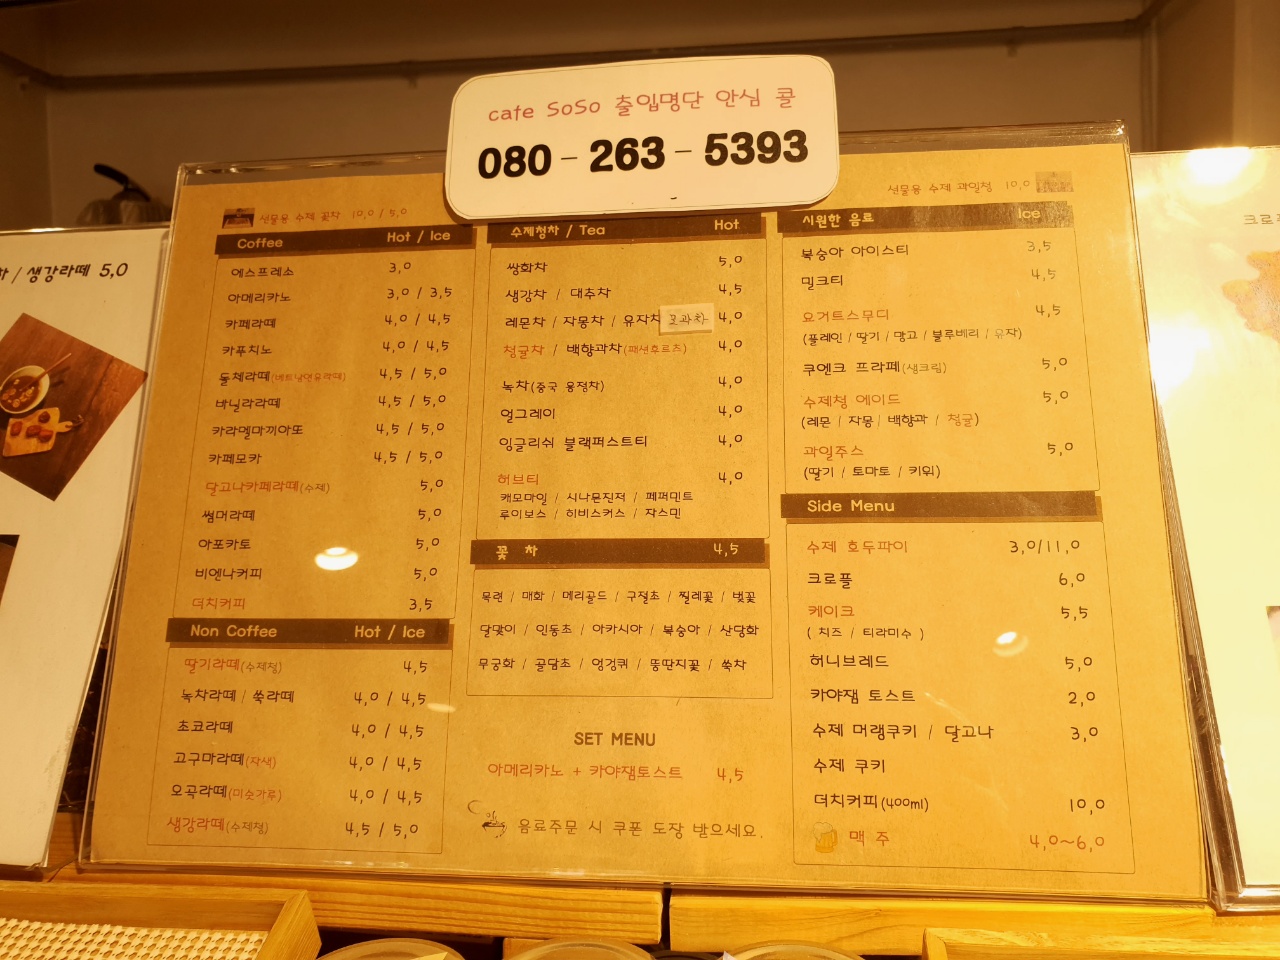 cafe SoSo 출입명단 안심 콜
080 - 263 - 5393
/ 생강라떼 5,0
선물용 수제 꽃차 10,0 / 5,0
Coffee Hot / Ice
에스프레소 3,0
아메리카노 3,0 / 3,5
카페라떼 4,0 / 4,5
카푸치노 4,0 / 4,5
돌체라떼(베트남연유라떼) 4,5 / 5,0
바닐라라떼 4,5 / 5,0
카라멜마끼아또 4,5 / 5,0
카페모카 4,5 / 5,0
달고나카페라떼(수제) 5,0
썸머라떼 5,0
아포카토 5,0
비엔나커피 5,0
더치커피 3,5
Non Coffee Hot / Ice
딸기라떼(수제청) 4,5
녹차라떼 / 쑥라떼 4,0 / 4,5
초코라떼 4,0 / 4,5
고구마라떼(자색) 4,0 / 4,5
오곡라떼(미숫가루) 4,0 / 4,5
생강라떼(수제청) 4,5 / 5,0
수제청차 / Tea Hot
쌍화차 5,0
생강차 / 대추차 4,5
레몬차 / 자몽차 / 유자차 모과차 4,0
청귤차 / 백향과차(패션후르츠) 4,0
녹차(중국 용정차) 4,0
얼그레이 4,0
잉글리쉬 블랙퍼스트티 4,0
허브티 4,0
캐모마일 / 시나몬진저 / 페퍼민트
루이보스 / 히비스커스 / 자스민
꽃 차 4,5
목련 / 매화 / 메리골드 / 구절초 / 찔레꽃 / 벚꽃
달맞이 / 인동초 / 아카시아 / 복숭아 / 산당화
무궁화 / 골담초 / 엉겅퀴 / 뚱딴지꽃 / 쑥차
SET MENU
아메리카노 + 카야잼토스트 4,5
음료주문 시 쿠폰 도장 받으세요.
선물용 수제 과일청 10,0
시원한 음료 Ice
복숭아 아이스티 3,5
밀크티 4,5
요거트스무디 4,5
(플레인 / 딸기 / 망고 / 블루베리 / 유자)
쿠엔크 프라페(생크림) 5,0
수제청 에이드 5,0
(레몬 / 자몽 / 백향과 / 청귤)
과일주스 5,0
(딸기 / 토마토 / 키위)
Side Menu
수제 호두파이 3,0/11,0
크로플 6,0
케이크 5,5
( 치즈 / 티라미수 )
허니브레드 5,0
카야잼 토스트 2,0
수제 머랭쿠키 / 달고나 3,0
수제 쿠키
더치커피(400ml) 10,0
맥 주 4,0~6,0